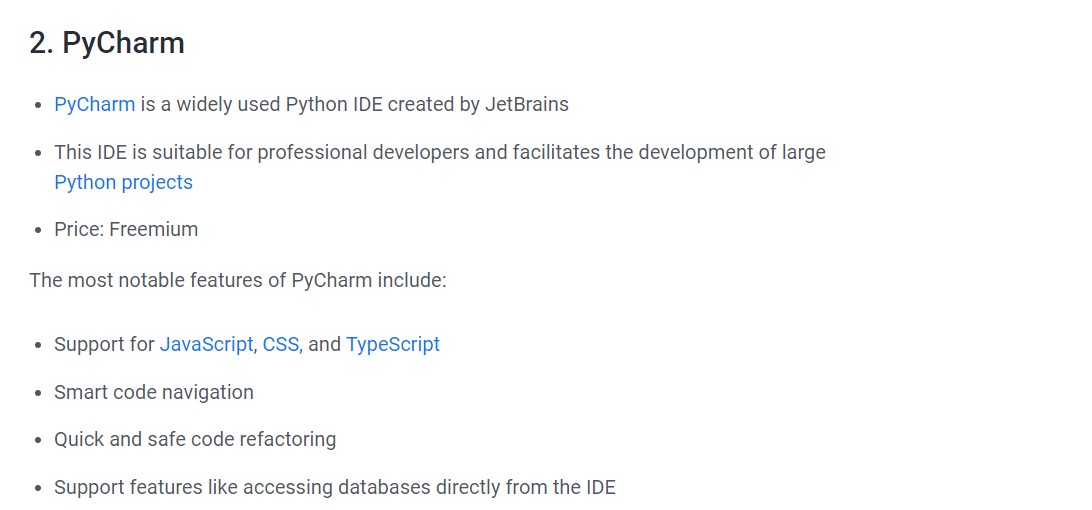 2. PyCharm
PyCharm is a widely used Python IDE created by JetBrains
This IDE is suitable for professional developers and facilitates the development of large
Python projects
Price: Freemium
The most notable features of PyCharm include:
Support for JavaScript, CSS, and TypeScript
Smart code navigation
Quick and safe code refactoring
Support features like accessing databases directly from the IDE